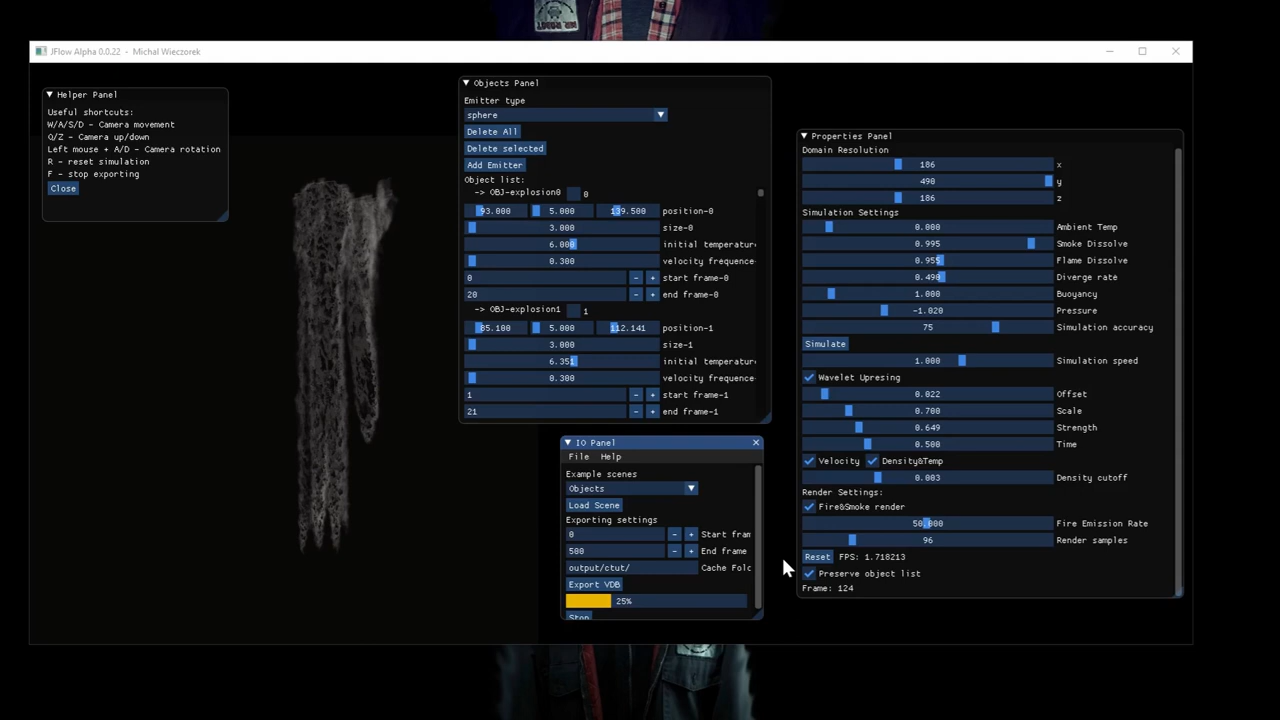 JFlow Alpha 0.0.22 - Michal Wieczorek
Helper Panel
Useful shortcuts:
W/A/S/D - Camera movement
Q/Z - Camera up/down
Left mouse + A/D - Camera rotation
R - reset simulation
F - stop exporting
Close
Objects Panel
Emitter type
sphere
Delete All
Delete selected
Add Emitter
Object list:
-> OBJ-explosion0 0
93.000 5.000 139.500 position-0
3.000 size-0
6.000 initial temperatur
0.300 velocity frequence
0 - + start frame-0
20 - + end frame-0
-> OBJ-explosion1 1
85.100 5.000 112.141 position-1
3.000 size-1
6.351 initial temperatur
0.300 velocity frequence
1 - + start frame-1
21 - + end frame-1
IO Panel
File Help
Example scenes
Objects
Load Scene
Exporting settings
0 - + Start fram
500 - + End frame
output/ctut/ Cache Fol
Export VDB
25%
Stop
Properties Panel
Domain Resolution
186 x
490 y
186 z
Simulation Settings
0.000 Ambient Temp
0.995 Smoke Dissolve
0.955 Flame Dissolve
0.490 Diverge rate
1.000 Buoyancy
-1.020 Pressure
75 Simulation accuracy
Simulate
1.000 Simulation speed
Wavelet Upresing
0.022 Offset
0.700 Scale
0.649 Strength
0.500 Time
Velocity Density&Temp
0.003 Density cutoff
Render Settings:
Fire&Smoke render
50.000 Fire Emission Rate
96 Render samples
Reset FPS: 1.718213
Preserve object list
Frame: 124